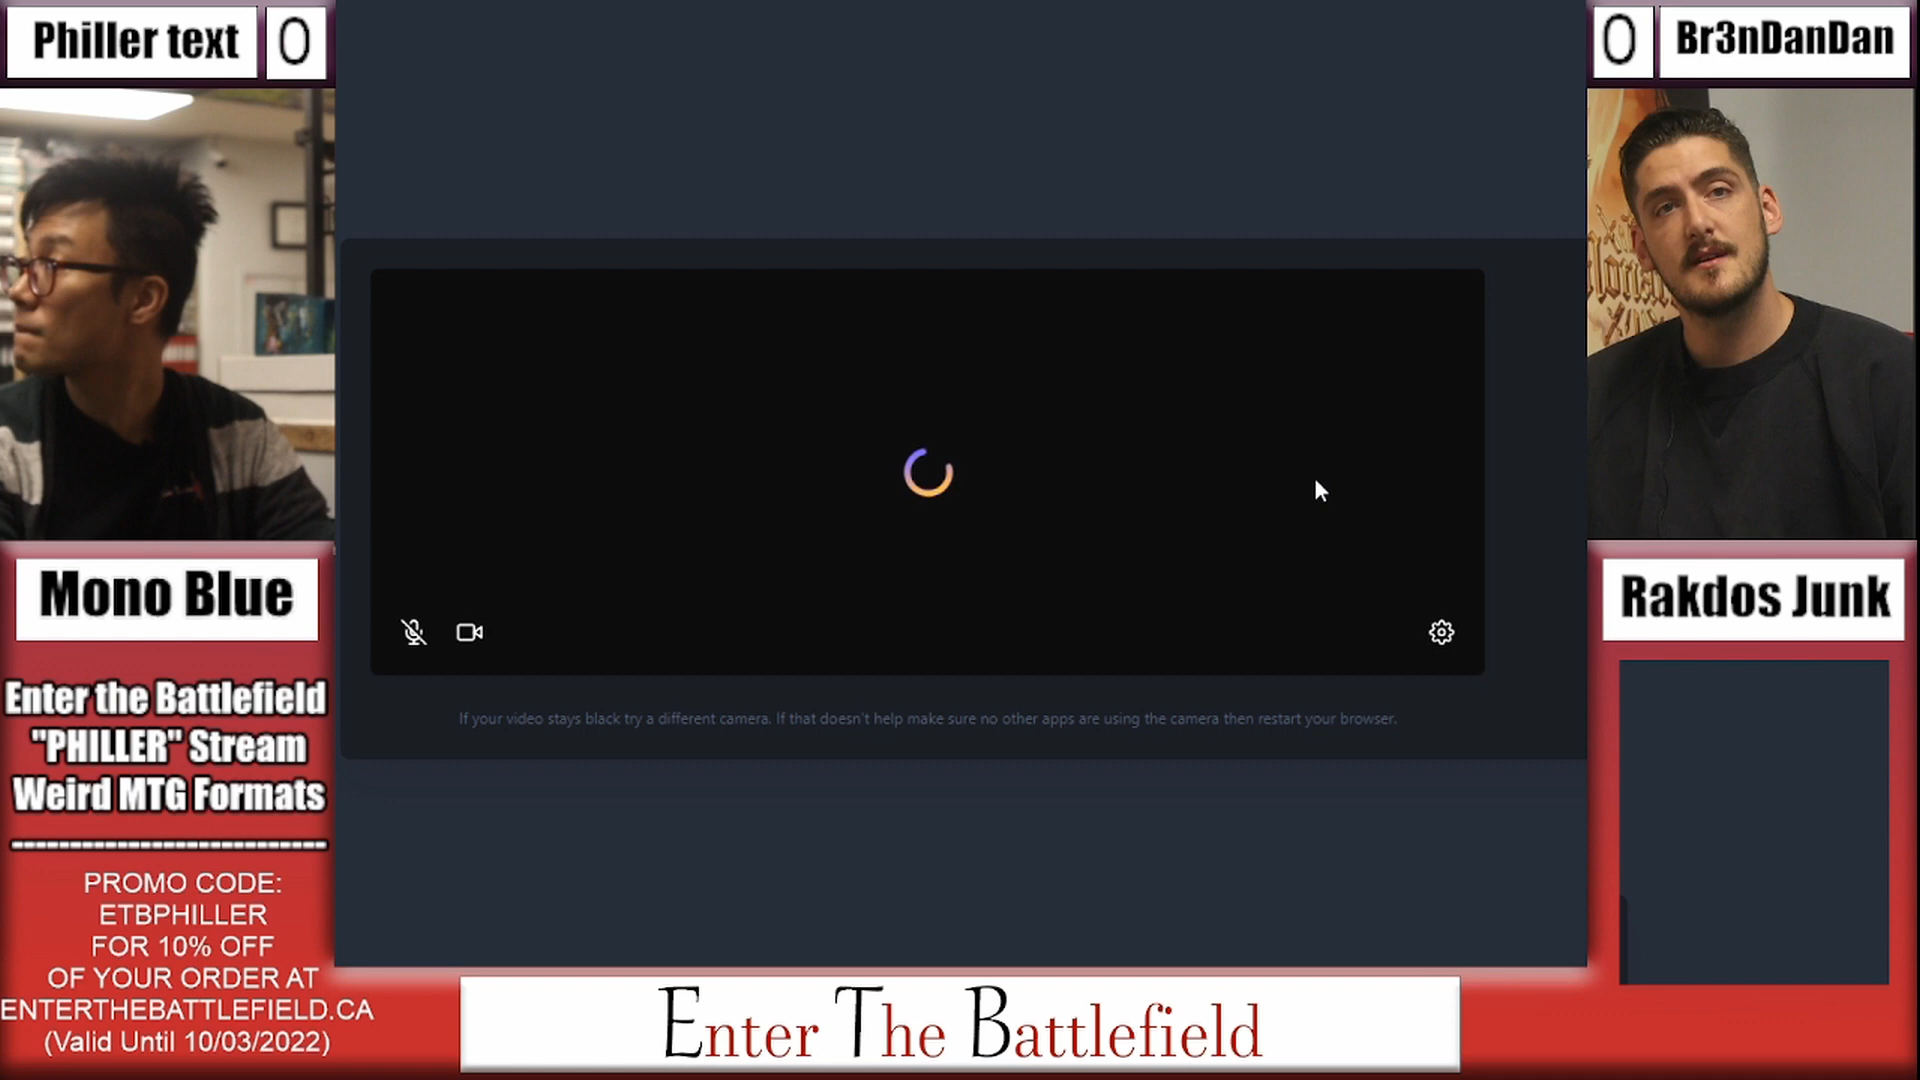 Philler text
0
0
Br3nDanDan
Mono Blue
Enter the Battlefield
"PHILLER" Stream
Weird MTG Formats
---------------------------
PROMO CODE:
ETBPHILLER
FOR 10% OFF
OF YOUR ORDER AT
ENTERTHEBATTLEFIELD.CA
(Valid Until 10/03/2022)
If your video stays black try a different camera. If that doesn't help make sure no other apps are using the camera then restart your browser.
Rakdos Junk
Enter The Battlefield